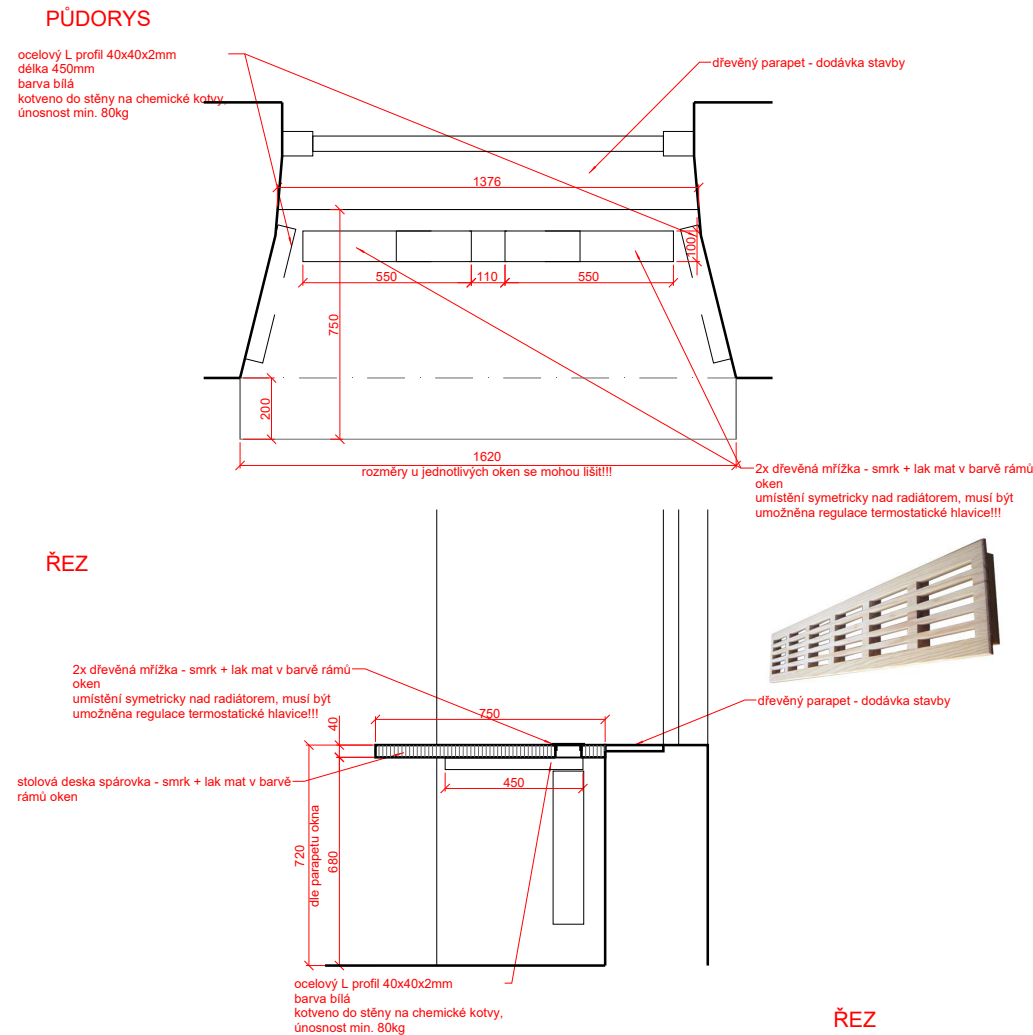 PŮDORYS
ocelový L profil 40x40x2mm
délka 450mm
barva bílá
kotveno do stěny na chemické kotvy,
únosnost min. 80kg
dřevěný parapet - dodávka stavby
1376
100
550
110
550
750
200
1620
rozměry u jednotlivých oken se mohou lišit!!!
2x dřevěná mřížka - smrk + lak mat v barvě rámů
oken
umístění symetricky nad radiátorem, musí být
umožněna regulace termostatické hlavice!!!
ŘEZ
2x dřevěná mřížka - smrk + lak mat v barvě rámů
oken
umístění symetricky nad radiátorem, musí být
umožněna regulace termostatické hlavice!!!
dřevěný parapet - dodávka stavby
750
40
stolová deska spárovka - smrk + lak mat v barvě
rámů oken
450
720
dle parapetu okna
680
ocelový L profil 40x40x2mm
barva bílá
kotveno do stěny na chemické kotvy,
únosnost min. 80kg
ŘEZ